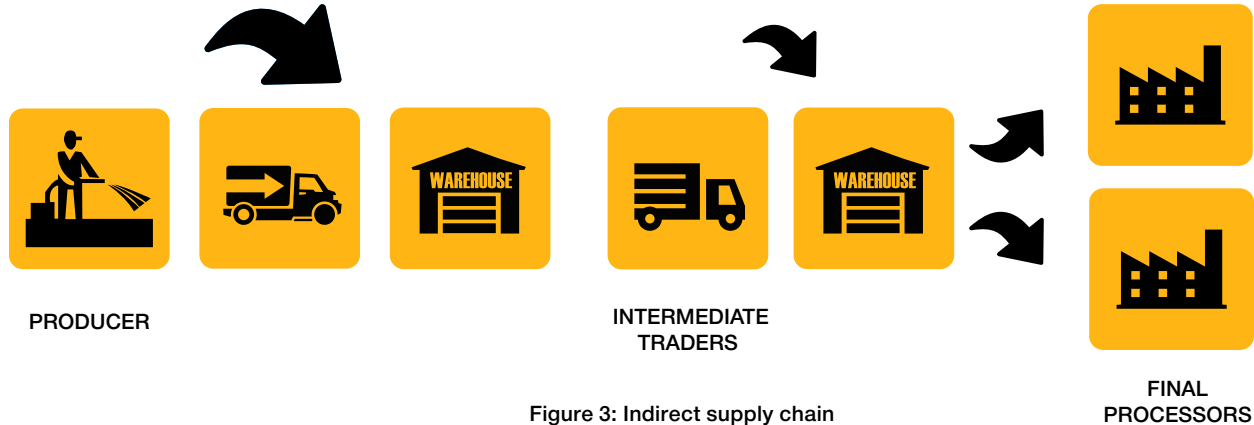 WAREHOUSE
WAREHOUSE
PRODUCER
INTERMEDIATE
TRADERS
FINAL
PROCESSORS
Figure 3: Indirect supply chain